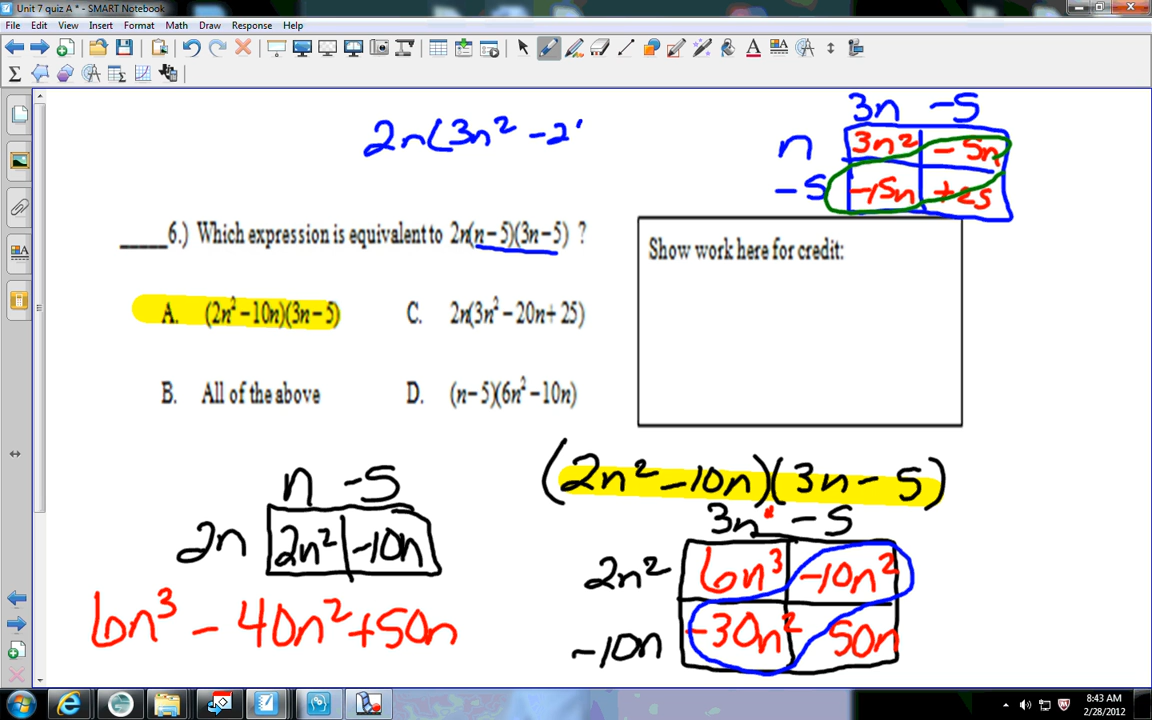 Unit 7 quiz A * - SMART Notebook
File Edit View Insert Format Draw Math Response Help
3n -5
2n(3n² -2
n 3n² -5n
-5 -15n +25
_____6.) Which expression is equivalent to 2n(n-5)(3n-5) ?
Show work here for credit:
A. (2n²-10n)(3n-5) C. 2n(3n²-20n+25)
B. All of the above D. (n-5)(6n²-10n)
(2n²-10n)(3n-5)
n -5
3n -5
2n 2n² -10n
2n² 6n³ -10n²
6n³ - 40n² + 50n
-10n -30n² 50n
8:43 AM
2/28/2012